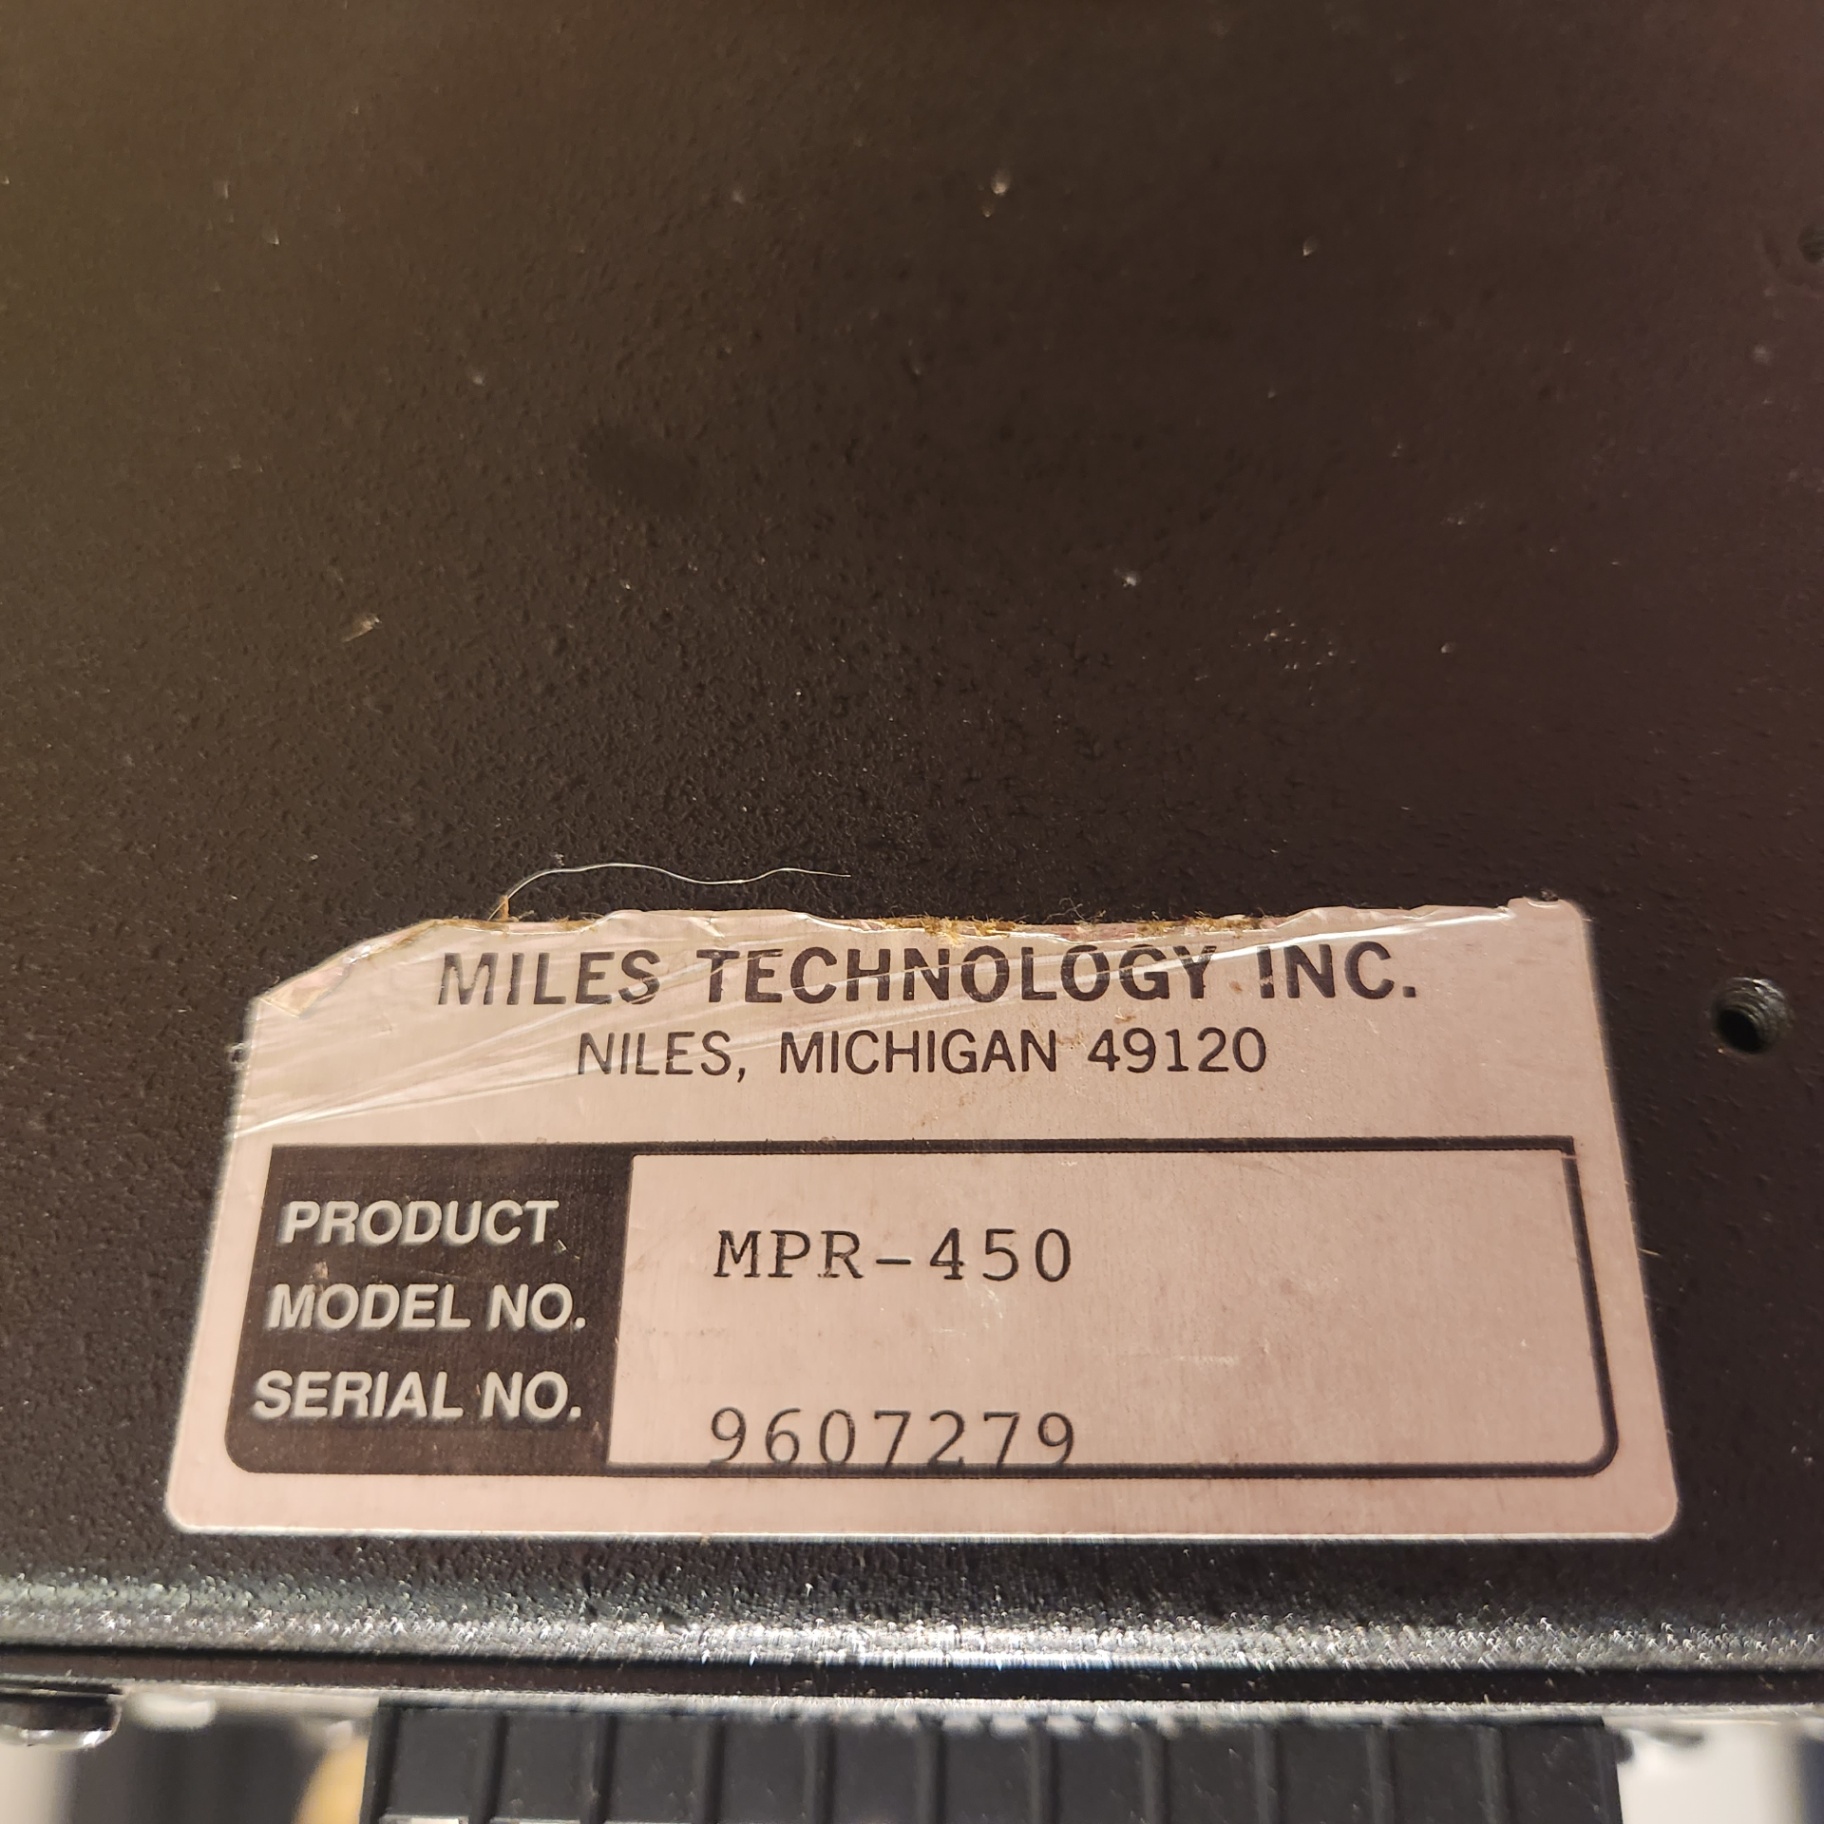 MILES TECHNOLOGY INC.
NILES, MICHIGAN 49120
PRODUCT MPR-450
MODEL NO.
SERIAL NO. 9607279